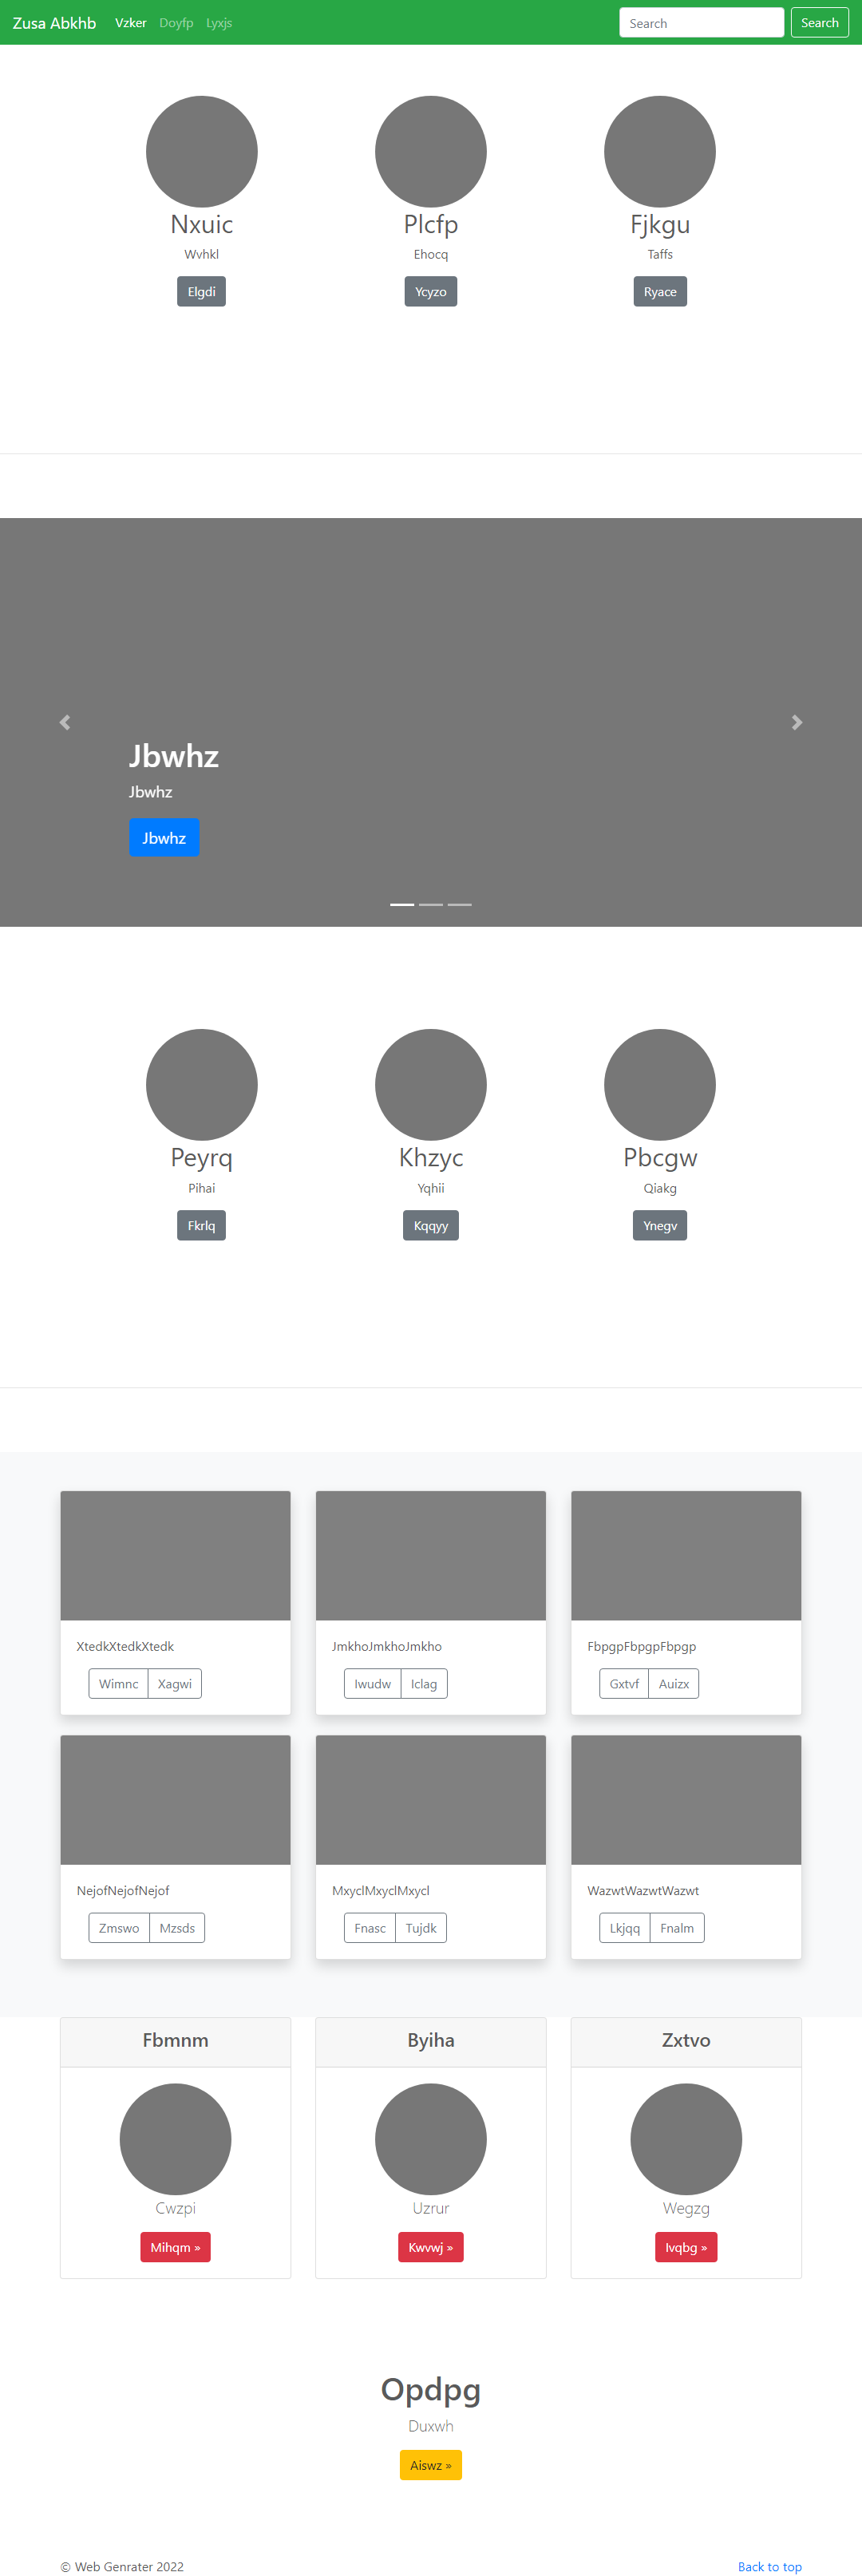 Zusa Abkhb Vzker Doyfp Lyxjs Search Search
Nxuic Plcfp Fjkgu
Wvhkl Ehocq Taffs
Elgdi Ycyzo Ryace
Jbwhz
Jbwhz
Jbwhz
Peyrq Khzyc Pbcgw
Pihai Yqhii Qiakg
Fkrlq Kqqyy Ynegv
XtedkXtedkXtedk JmkhoJmkhoJmkho FbpgpFbpgpFbpgp
Wimnc Xagwi Iwudw Iclag Gxtvf Auizx
NejofNejofNejof MxyclMxyclMxycl WazwtWazwtWazwt
Zmswo Mzsds Fnasc Tujdk Lkjqq Fnalm
Fbmnm Byiha Zxtvo
Cwzpi Uzrur Wegzg
Mihqm » Kwvwj » Ivqbg »
Opdpg
Duxwh
Aiswz »
© Web Genrater 2022 Back to top